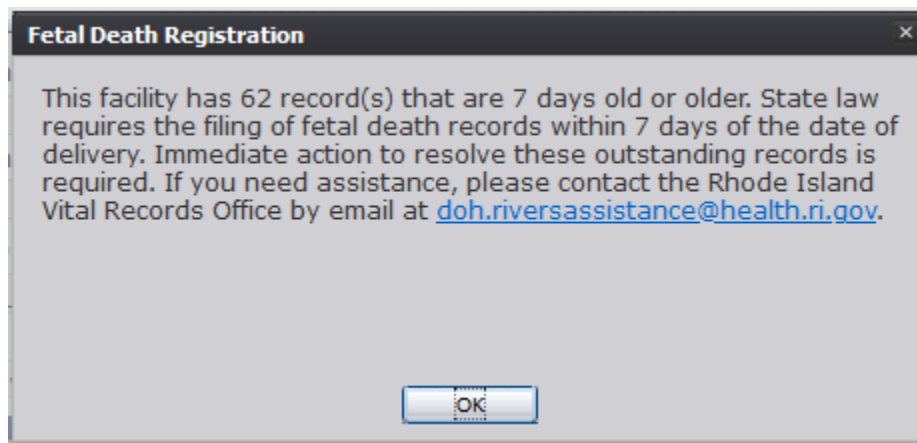 Fetal Death Registration
This facility has 62 record(s) that are 7 days old or older. State law
requires the filing of fetal death records within 7 days of the date of
delivery. Immediate action to resolve these outstanding records is
required. If you need assistance, please contact the Rhode Island
Vital Records Office by email at doh.riversassistance@health.ri.gov.
OK